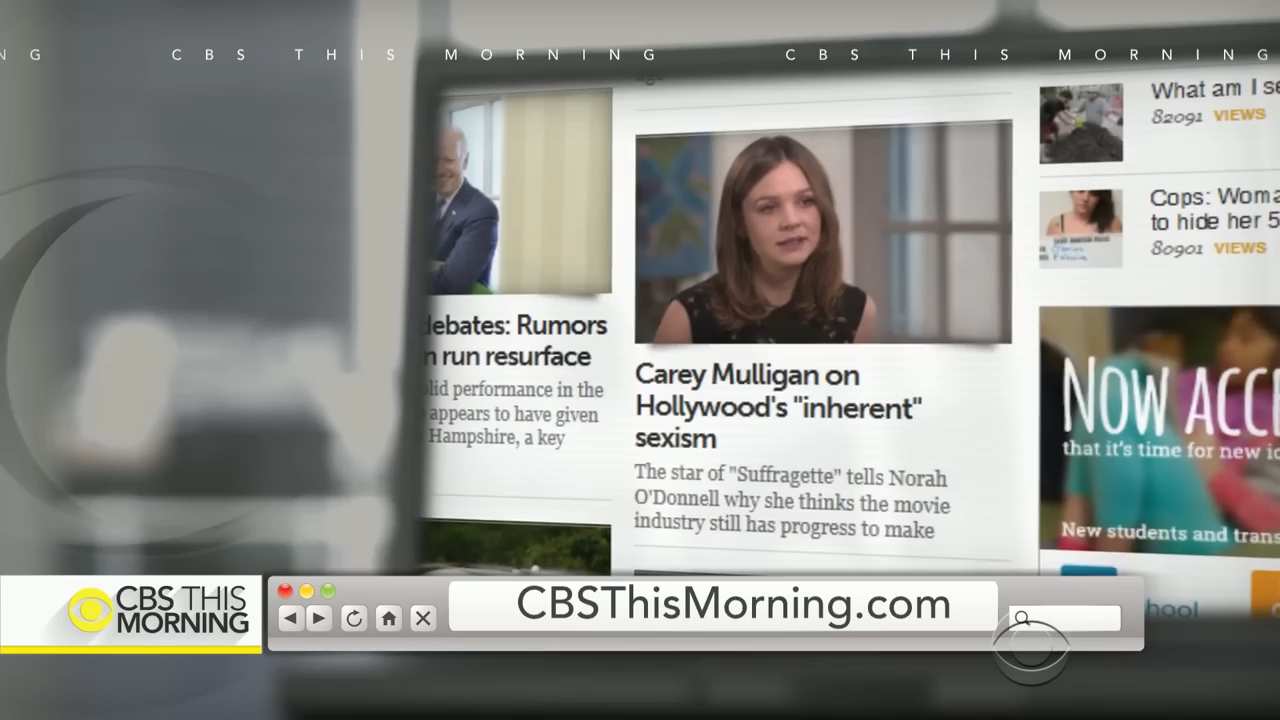 N G
CBS THIS MORNING
CBS THIS MORNING
debates: Rumors
run resurface
performance in the
appears to have given
Hampshire, a key
Carey Mulligan on
Hollywood's "inherent"
sexism
The star of "Suffragette" tells Norah
O'Donnell why she thinks the movie
industry still has progress to make
What am I se
82091 VIEWS
Cops: Woma
to hide her 5
80901 VIEWS
NOW ACCE
that it's time for new id
New students and trans
hool
CBS THIS
MORNING
CBSThisMorning.com